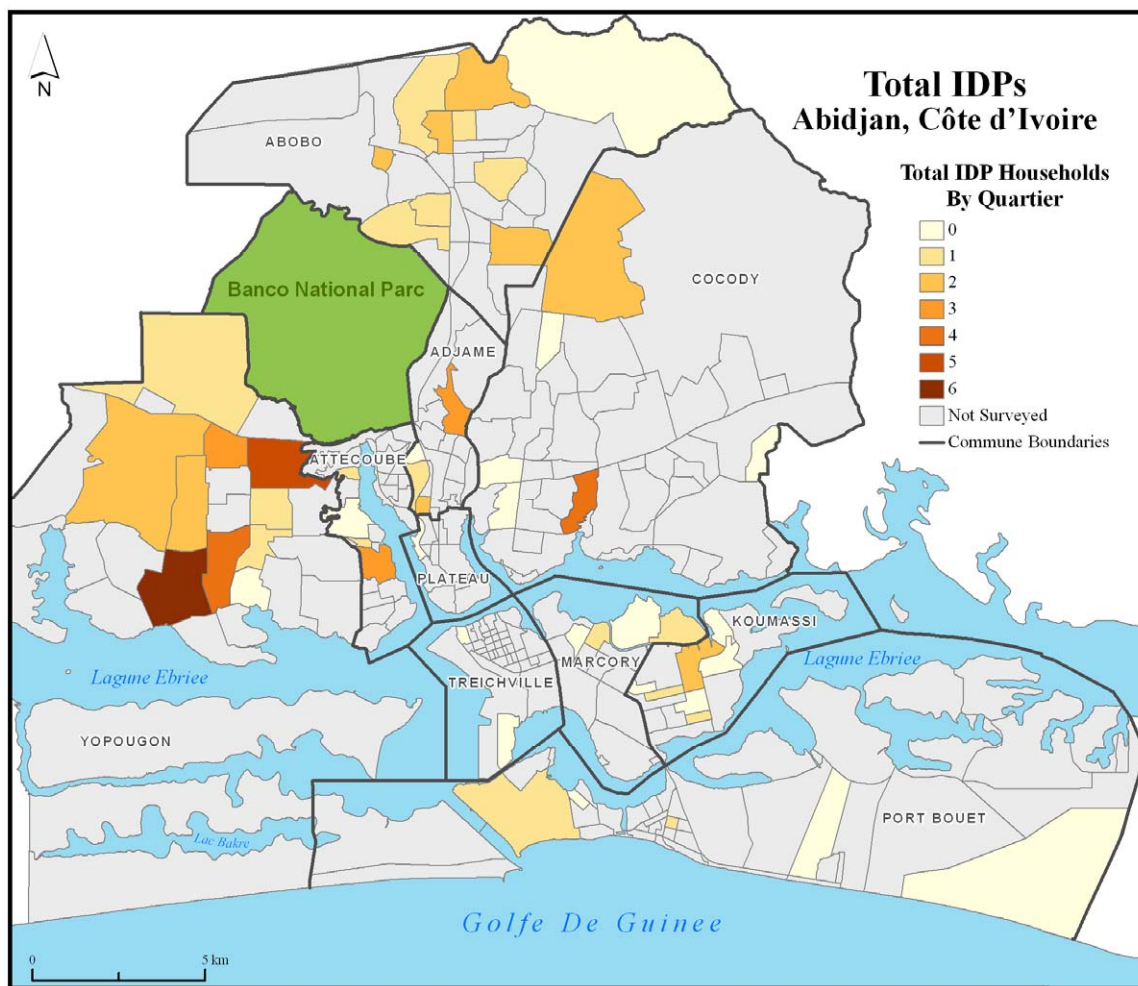 N
Total IDPs
Abidjan, Côte d'Ivoire
Total IDP Households
By Quartier
0
1
2
3
4
5
6
Not Surveyed
Commune Boundaries
ABOBO
COCODY
Banco National Parc
ADJAME
ATTECOUBE
PLATEAU
KOUMASSI
MARCORY
TREICHVILLE
Lagune Ebriee
Lagune Ebriee
YOPOUGON
PORT BOUET
Lac Bakre
Golfe De Guinee
0
5 km